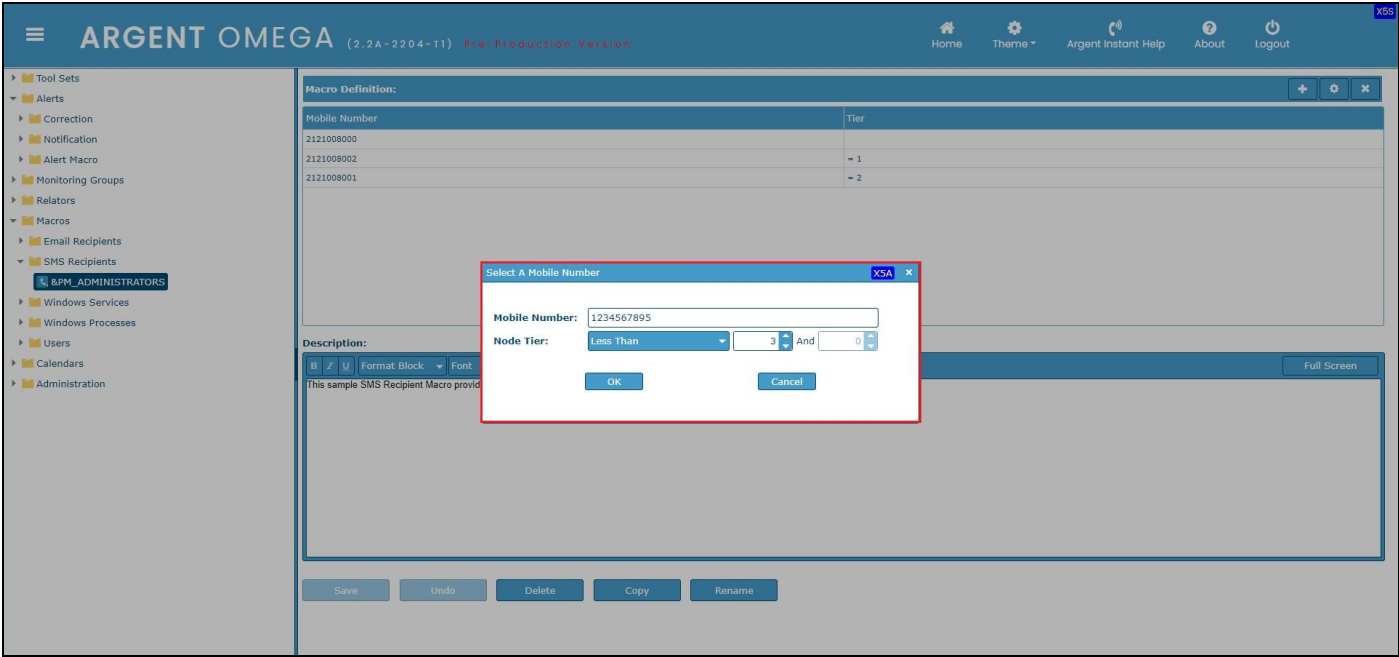 X5S
ARGENT OMEGA (2.2A-2204-T1) Pre-Production Version
Home Theme Argent Instant Help About Logout
Tool Sets
Alerts
Correction
Notification
Alert Macro
Monitoring Groups
Relators
Macros
Email Recipients
SMS Recipients
&PM_ADMINISTRATORS
Windows Services
Windows Processes
Users
Calendars
Administration
Macro Definition:
Mobile Number Tier
2121008000
2121008002 = 1
2121008001 = 2
Select A Mobile Number X5A
Mobile Number: 1234567895
Node Tier: Less Than 3 And 0
OK Cancel
Description:
B I U Format Block Font Full Screen
This sample SMS Recipient Macro provid
Save Undo Delete Copy Rename